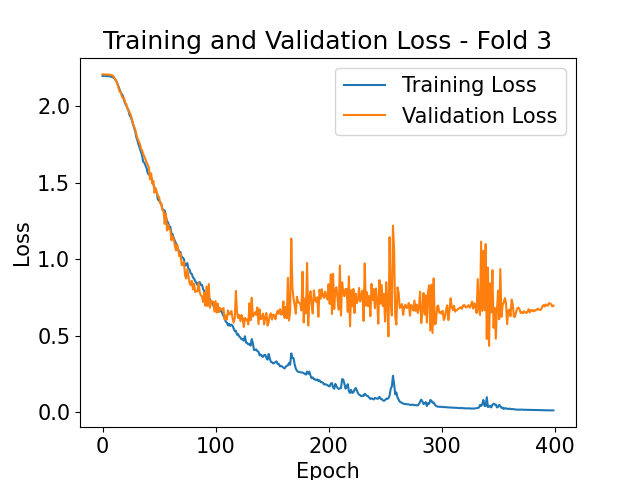 Training and Validation Loss - Fold 3
Training Loss
Validation Loss
2.0
1.5
1.0
0.5
0.0
Loss
0 100 200 300 400
Epoch